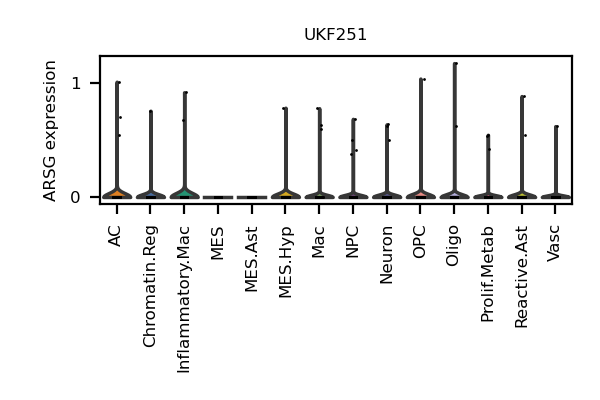 UKF251
ARSG expression
1
0
AC
Chromatin.Reg
Inflammatory.Mac
MES
MES.Ast
MES.Hyp
Mac
NPC
Neuron
OPC
Oligo
Prolif.Metab
Reactive.Ast
Vasc